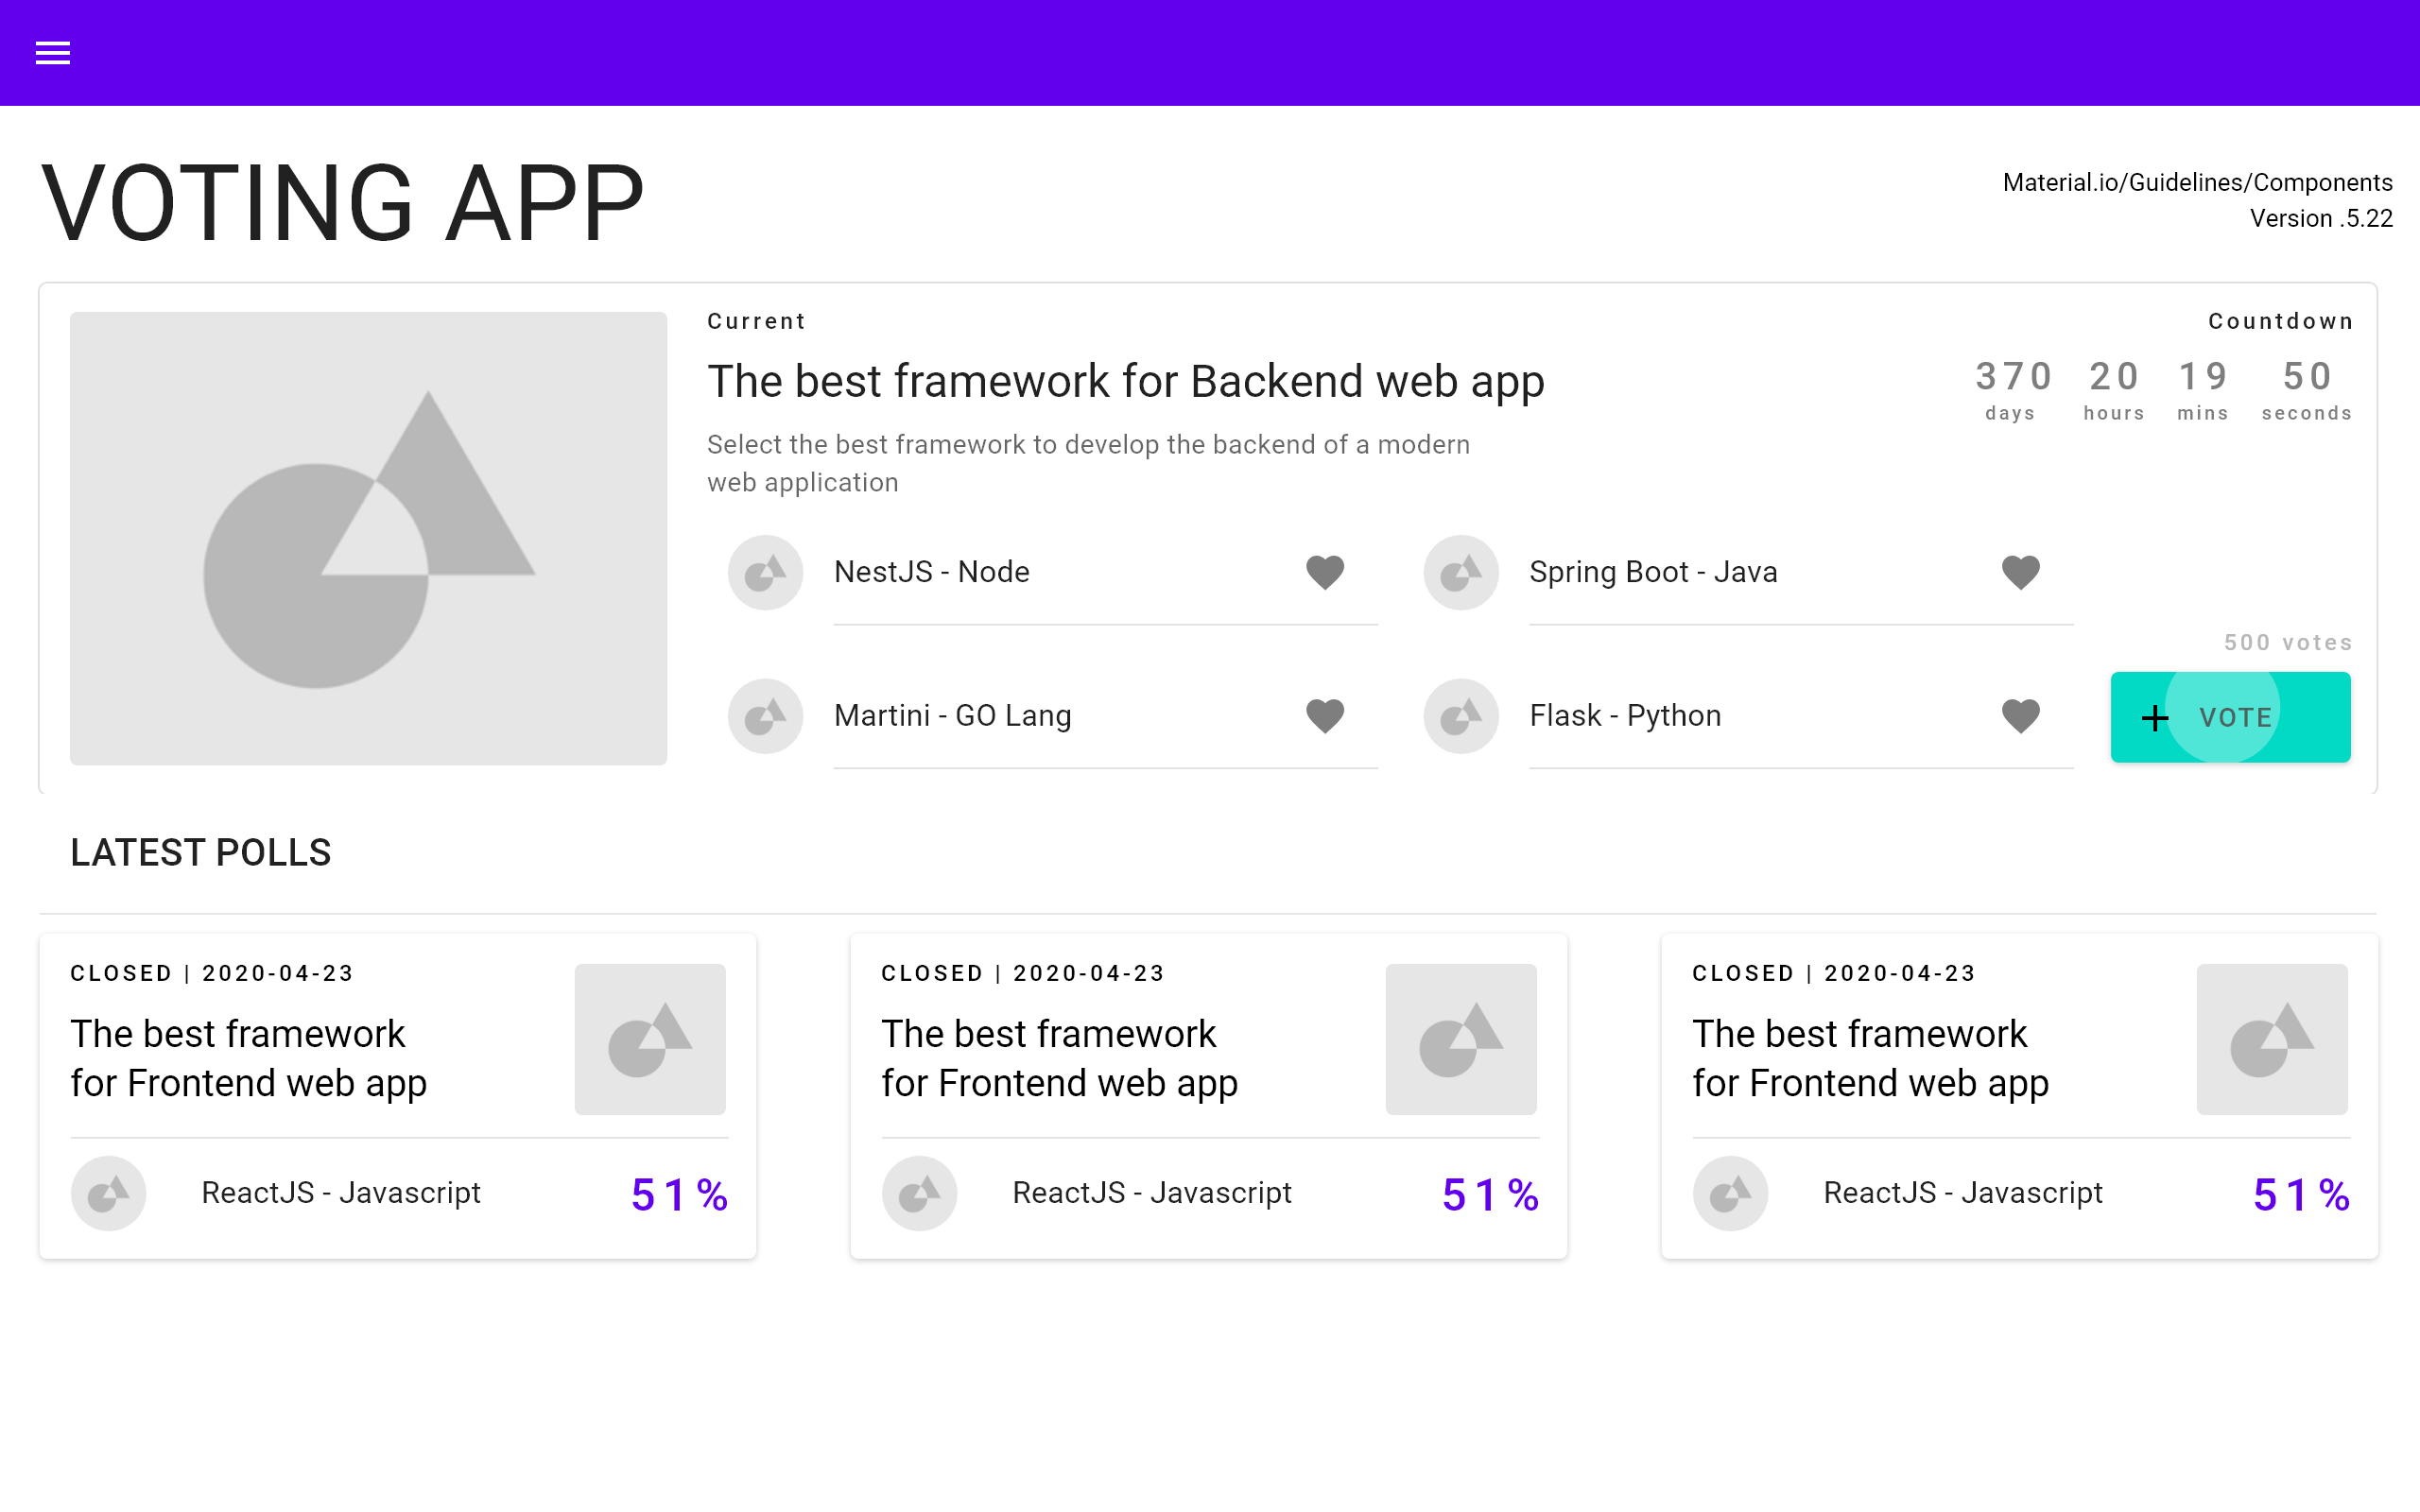 VOTING APP
Material.io/Guidelines/Components
Version .5.22
Current
The best framework for Backend web app
Select the best framework to develop the backend of a modern
web application
Countdown
370 20 19 50
days hours mins seconds
NestJS - Node
Spring Boot - Java
Martini - GO Lang
Flask - Python
500 votes
VOTE
LATEST POLLS
CLOSED | 2020-04-23
The best framework
for Frontend web app
ReactJS - Javascript
51%
CLOSED | 2020-04-23
The best framework
for Frontend web app
ReactJS - Javascript
51%
CLOSED | 2020-04-23
The best framework
for Frontend web app
ReactJS - Javascript
51%